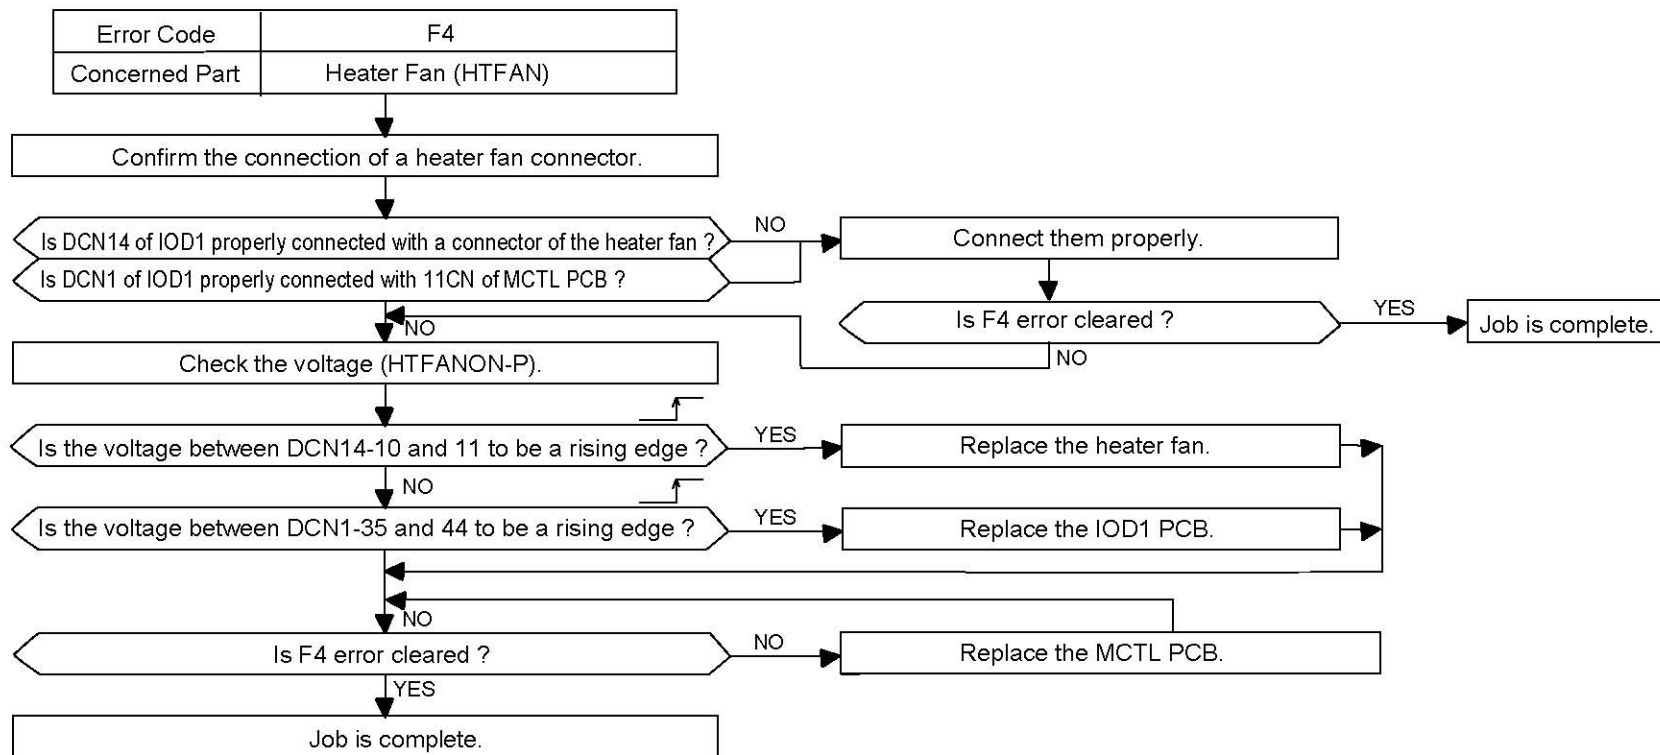 Error Code F4
Concerned Part Heater Fan (HTFAN)
Confirm the connection of a heater fan connector.
Is DCN14 of IOD1 properly connected with a connector of the heater fan ?
NO
Connect them properly.
Is DCN1 of IOD1 properly connected with 11CN of MCTL PCB ?
Is F4 error cleared ?
YES
Job is complete.
NO
NO
Check the voltage (HTFANON-P).
Is the voltage between DCN14-10 and 11 to be a rising edge ?
YES
Replace the heater fan.
NO
Is the voltage between DCN1-35 and 44 to be a rising edge ?
YES
Replace the IOD1 PCB.
NO
Is F4 error cleared ?
NO
Replace the MCTL PCB.
YES
Job is complete.